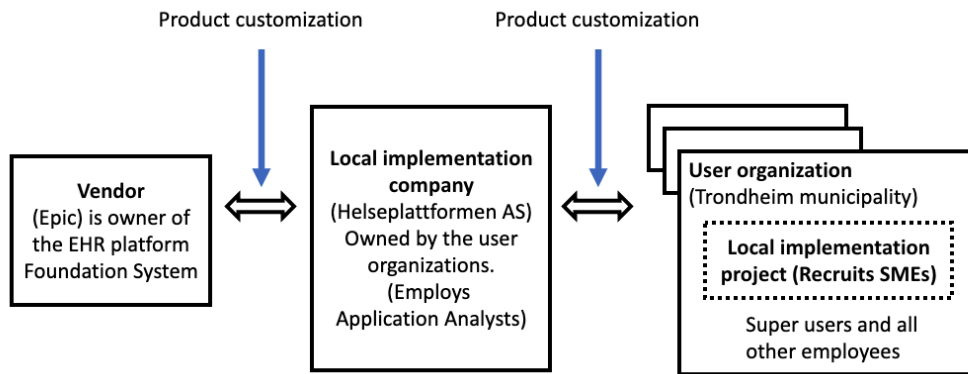 Product customization
Product customization
Vendor
(Epic) is owner of
the EHR platform
Foundation System
Local implementation
company
(Helseplattformen AS)
Owned by the user
organizations.
(Employs
Application Analysts)
User organization
(Trondheim municipality)
Local implementation
project (Recruits SMEs)
Super users and all
other employees